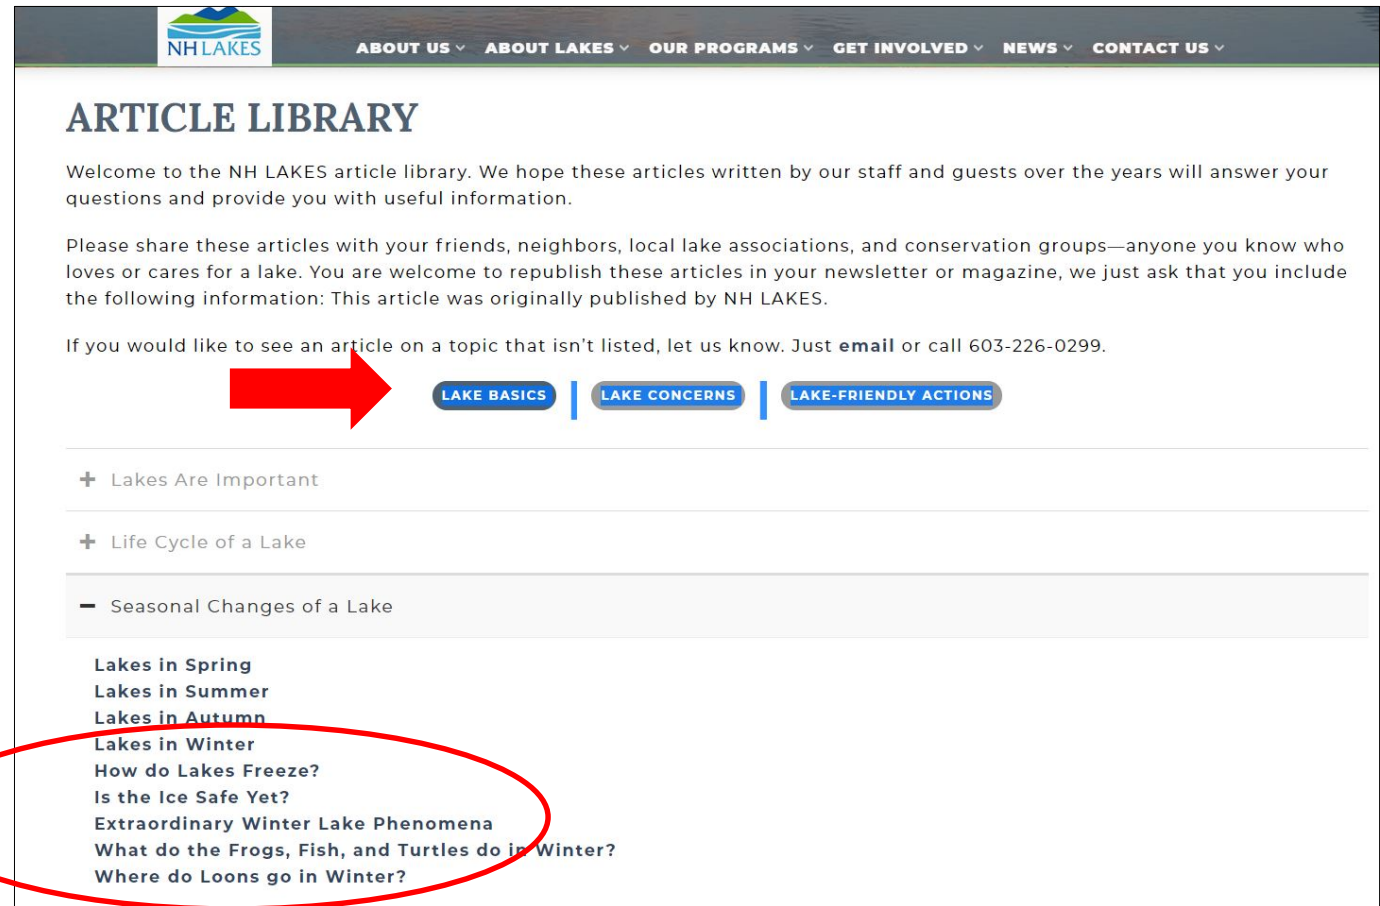 NH LAKES
ABOUT US ABOUT LAKES OUR PROGRAMS GET INVOLVED NEWS CONTACT US
ARTICLE LIBRARY
Welcome to the NH LAKES article library. We hope these articles written by our staff and guests over the years will answer your
questions and provide you with useful information.
Please share these articles with your friends, neighbors, local lake associations, and conservation groups—anyone you know who
loves or cares for a lake. You are welcome to republish these articles in your newsletter or magazine, we just ask that you include
the following information: This article was originally published by NH LAKES.
If you would like to see an article on a topic that isn't listed, let us know. Just email or call 603-226-0299.
LAKE BASICS LAKE CONCERNS LAKE-FRIENDLY ACTIONS
+ Lakes Are Important
+ Life Cycle of a Lake
– Seasonal Changes of a Lake
Lakes in Spring
Lakes in Summer
Lakes in Autumn
Lakes in Winter
How do Lakes Freeze?
Is the Ice Safe Yet?
Extraordinary Winter Lake Phenomena
What do the Frogs, Fish, and Turtles do in Winter?
Where do Loons go in Winter?